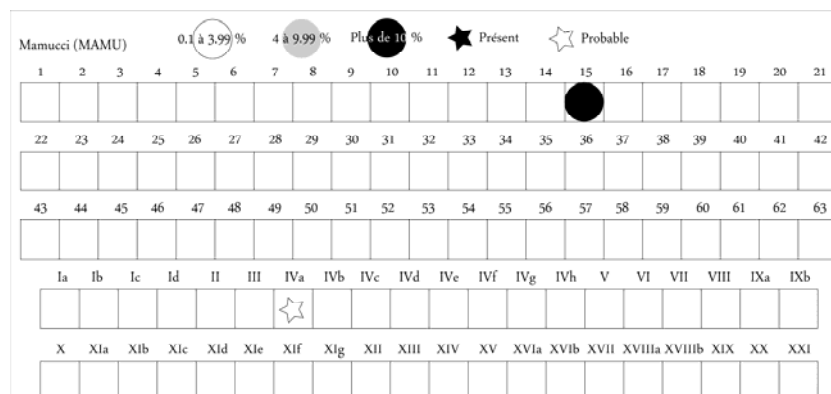 Mamucci (MAMU) 0.1 à 3.99 % 4 à 9.99 % Plus de 10 % Présent Probable
1 2 3 4 5 6 7 8 9 10 11 12 13 14 15 16 17 18 19 20 21
22 23 24 25 26 27 28 29 30 31 32 33 34 35 36 37 38 39 40 41 42
43 44 45 46 47 48 49 50 51 52 53 54 55 56 57 58 59 60 61 62 63
Ia Ib Ic Id II III IVa IVb IVc IVd IVe IVf IVg IVh V VI VII VIII IXa IXb
X XIa XIb XIc XId XIe XIf XIg XII XIII XIV XV XVIa XVIb XVII XVIIIa XVIIIb XIX XX XXI